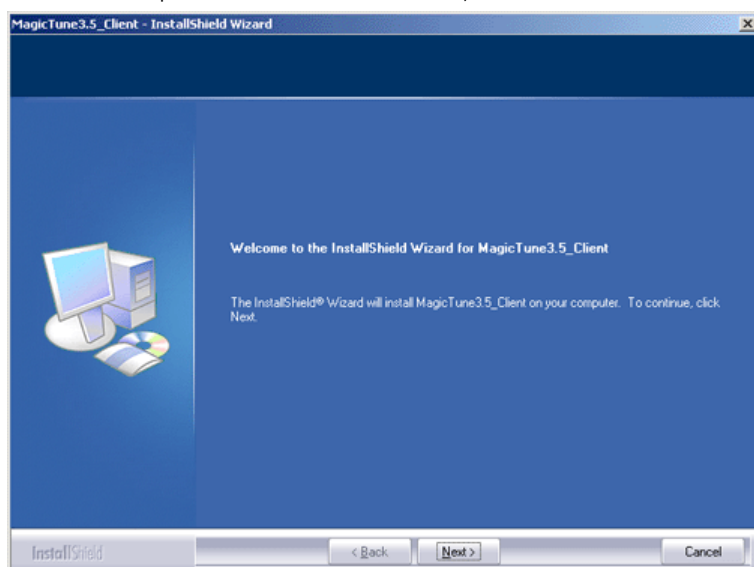 MagicTune3.5_Client - InstallShield Wizard
Welcome to the InstallShield Wizard for MagicTune3.5_Client
The InstallShield® Wizard will install MagicTune3.5_Client on your computer. To continue, click
Next.
InstallShield
< Back Next > Cancel